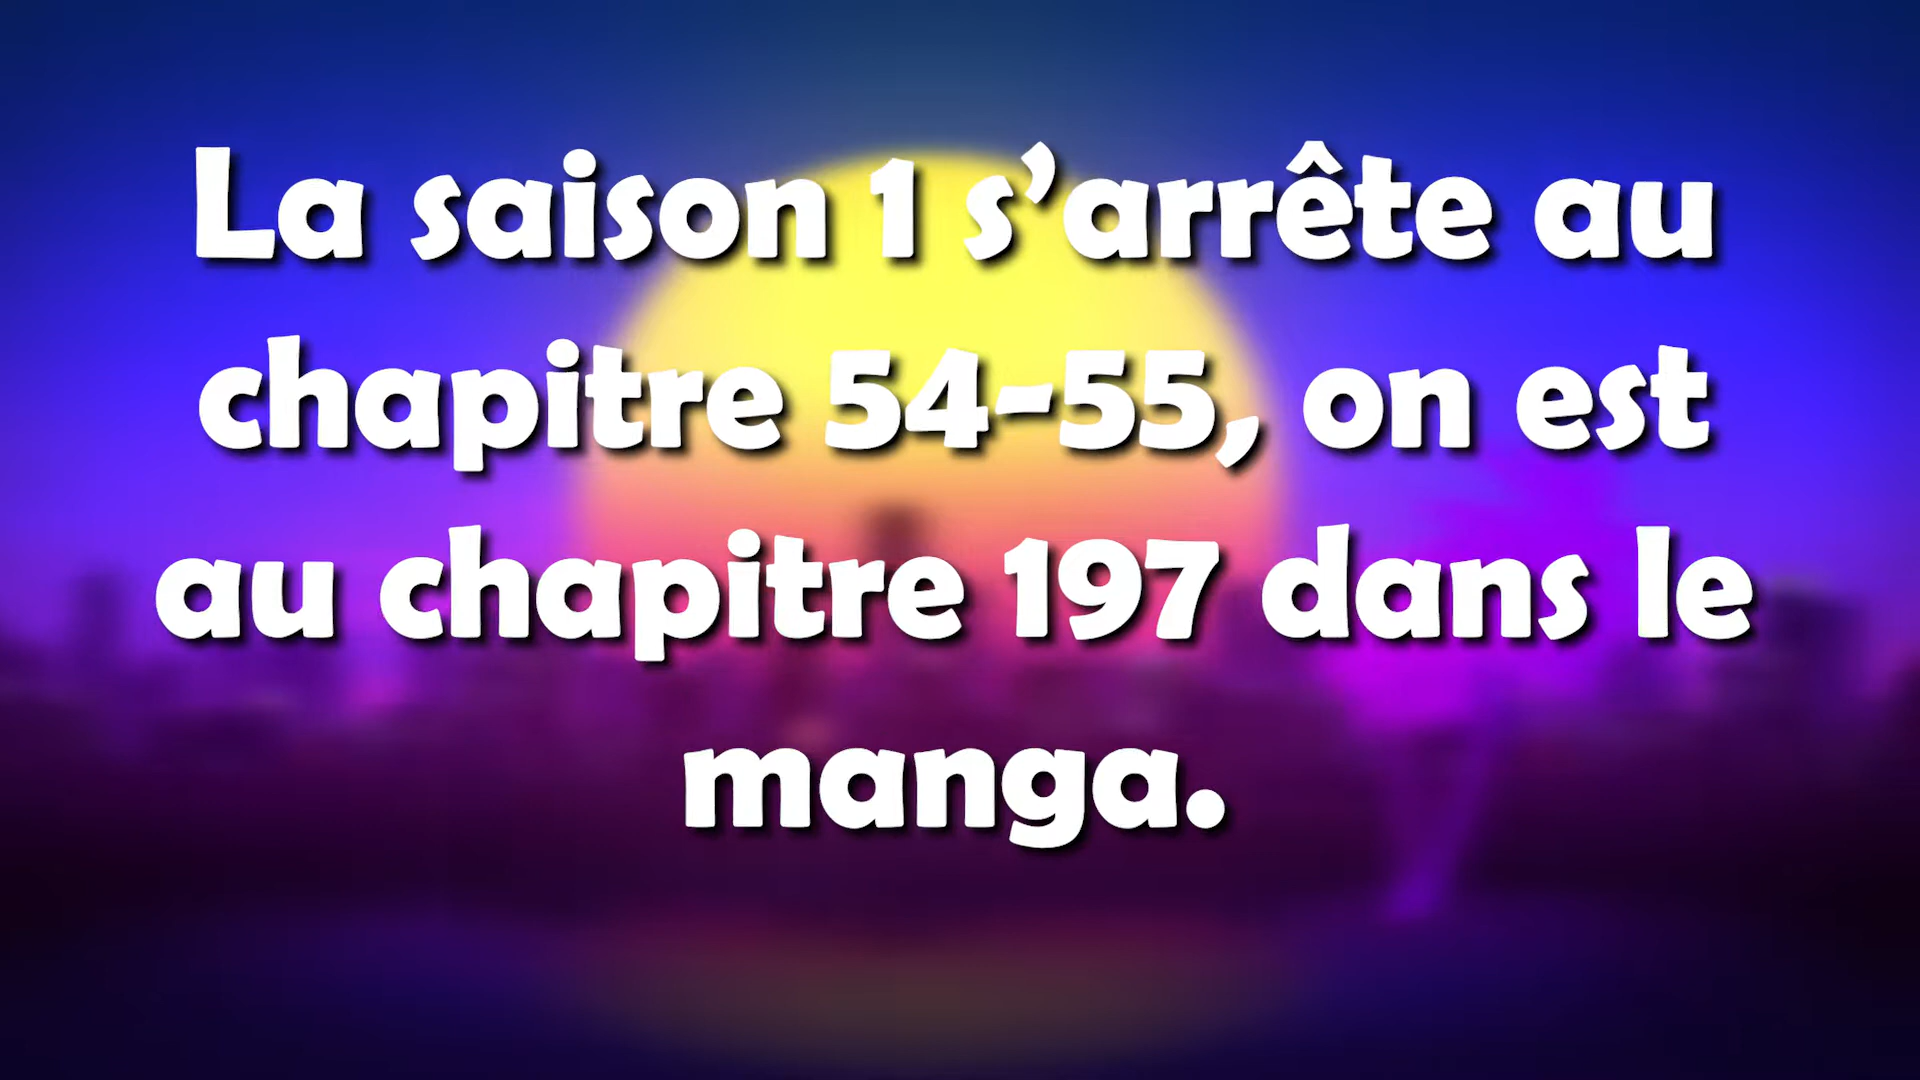 La saison 1 s’arrête au
chapitre 54-55, on est
au chapitre 197 dans le
manga.